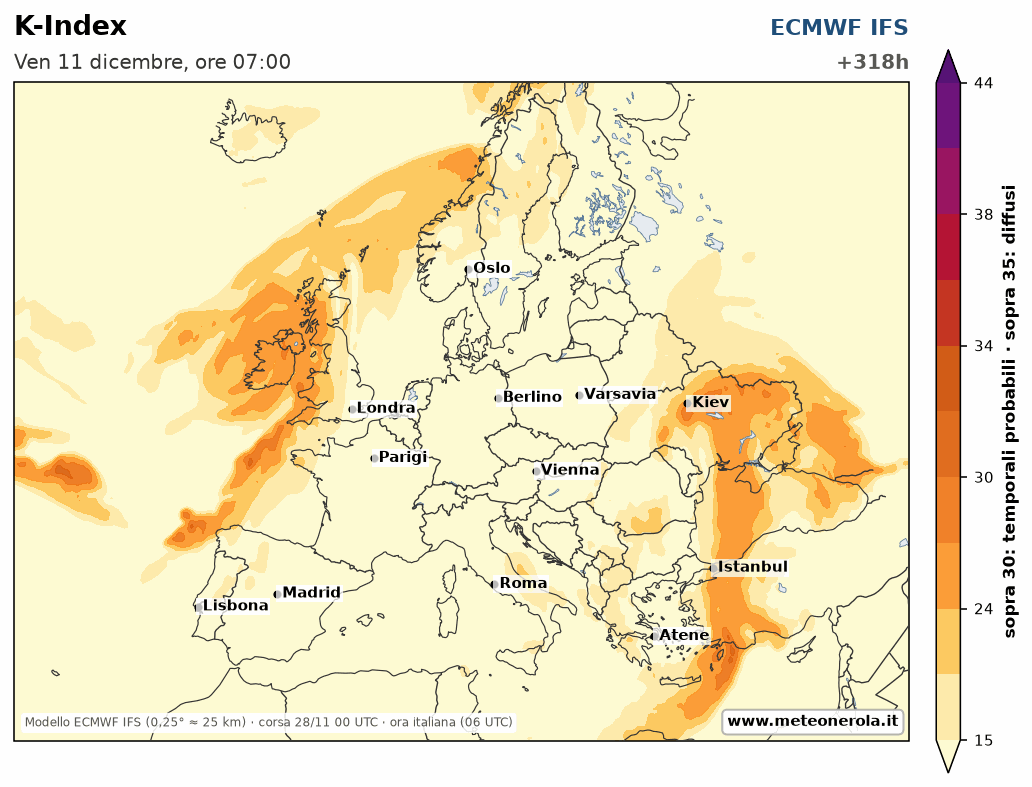 K-Index
ECMWF IFS
Ven 11 dicembre, ore 07:00
+318h
44
38
34
30
24
15
sopra 30: temporali probabili · sopra 35: diffusi
Oslo
Berlino
Varsavia
Kiev
Londra
Parigi
Vienna
Istanbul
Roma
Madrid
Lisbona
Atene
Modello ECMWF IFS (0,25° ≈ 25 km) · corsa 28/11 00 UTC · ora italiana (06 UTC)
www.meteonerola.it